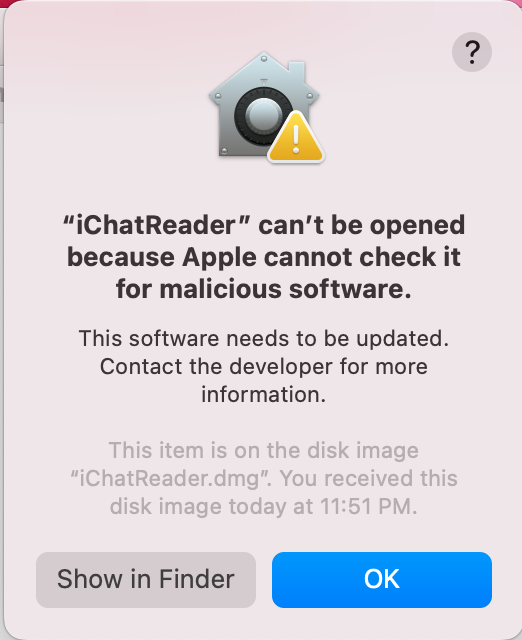 ?
“iChatReader” can’t be opened
because Apple cannot check it
for malicious software.
This software needs to be updated.
Contact the developer for more
information.
This item is on the disk image
“iChatReader.dmg”. You received this
disk image today at 11:51 PM.
Show in Finder
OK